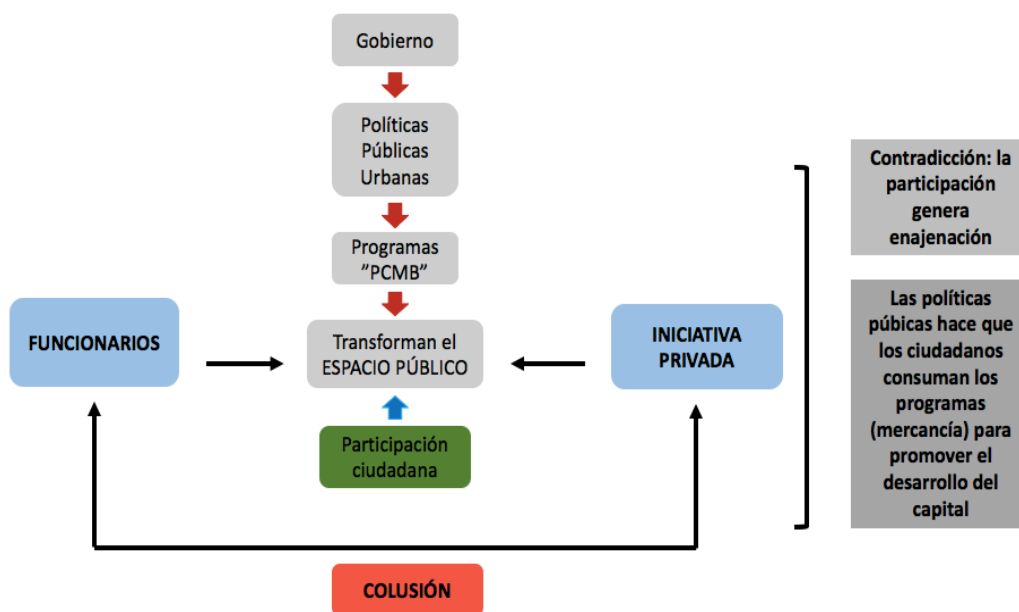 Gobierno
Políticas
Públicas
Urbanas
Programas
”PCMB”
Transforman el
ESPACIO PÚBLICO
FUNCIONARIOS
INICIATIVA
PRIVADA
Participación
ciudadana
COLUSIÓN
Contradicción: la
participación
genera
enajenación
Las políticas
púbicas hace que
los ciudadanos
consuman los
programas
(mercancía) para
promover el
desarrollo del
capital